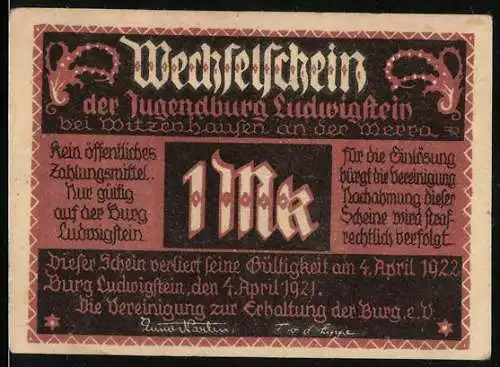 Wechselschein
der Jugendburg Ludwigstein
bei Witzenhausen an der Werra
Kein öffentliches
Zahlungsmittel.
Nur gültig
auf der Burg
Ludwigstein
1 Mk
für die Einlösung
bürgt die Vereinigung
Nachahmung dieser
Scheine wird straf
rechtlich verfolgt
Dieser Schein verliert seine Gültigkeit am 4. April 1922
Burg Ludwigstein, den 4. April 1921.
Die Vereinigung zur Erhaltung der Burg, e.V.